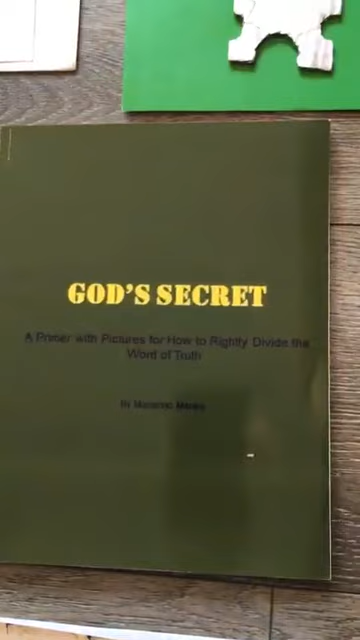 GOD'S SECRET
A Primer with Pictures for How to Rightly Divide the
Word of Truth
By